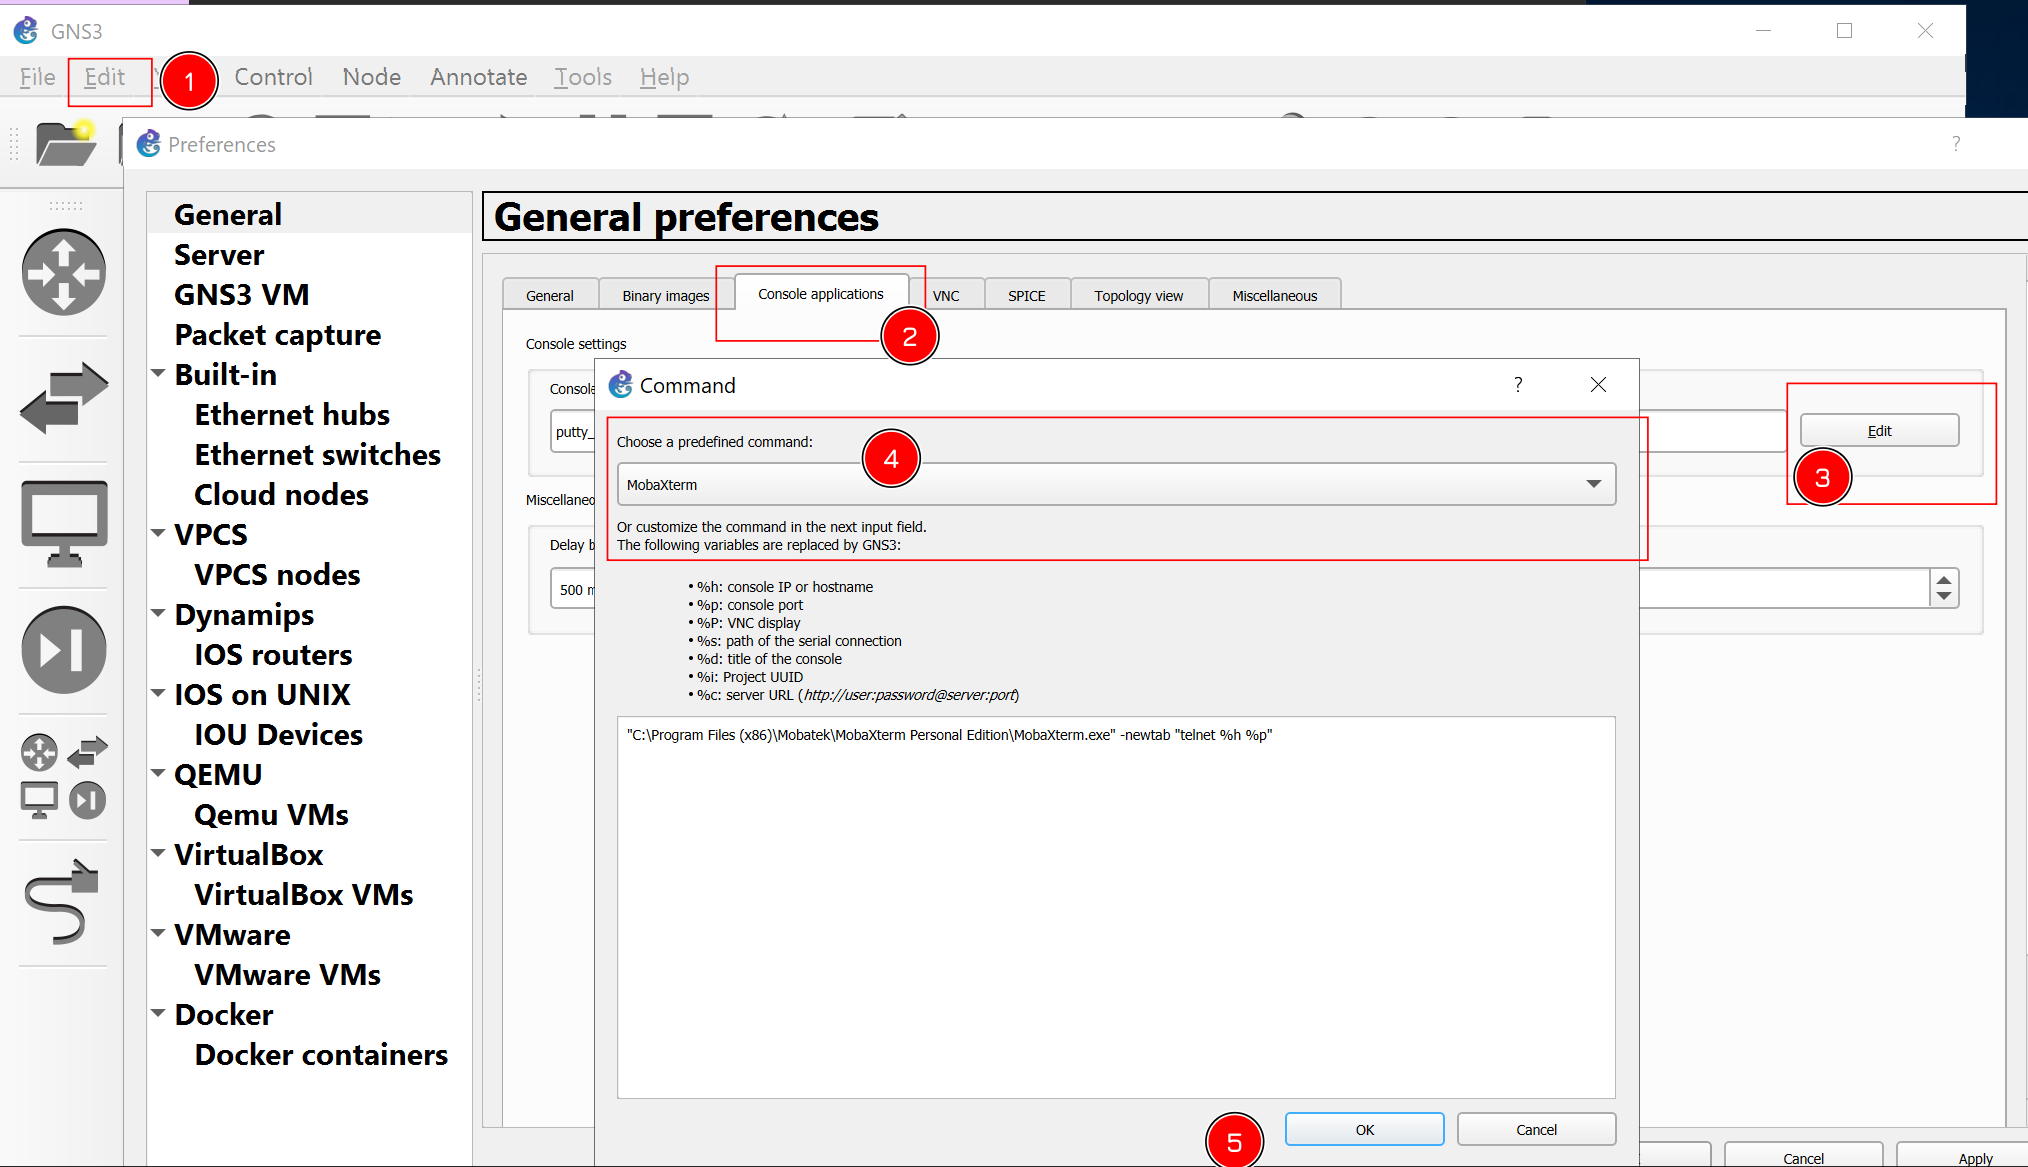 GNS3
File Edit Control Node Annotate Tools Help
1
Preferences
?
General
Server
GNS3 VM
Packet capture
Built-in
Ethernet hubs
Ethernet switches
Cloud nodes
VPCS
VPCS nodes
Dynamips
IOS routers
IOS on UNIX
IOU Devices
QEMU
Qemu VMs
VirtualBox
VirtualBox VMs
VMware
VMware VMs
Docker
Docker containers
General preferences
General Binary images Console applications VNC SPICE Topology view Miscellaneous
2
Console settings
putty_
Edit
3
500
Command
?
Choose a predefined command:
4
MobaXterm
Or customize the command in the next input field.
The following variables are replaced by GNS3:
• %h: console IP or hostname
• %p: console port
• %P: VNC display
• %s: path of the serial connection
• %d: title of the console
• %i: Project UUID
• %c: server URL (http://user:password@server:port)
"C:\Program Files (x86)\Mobatek\MobaXterm Personal Edition\MobaXterm.exe" -newtab "telnet %h %p"
5
OK Cancel
Cancel Apply